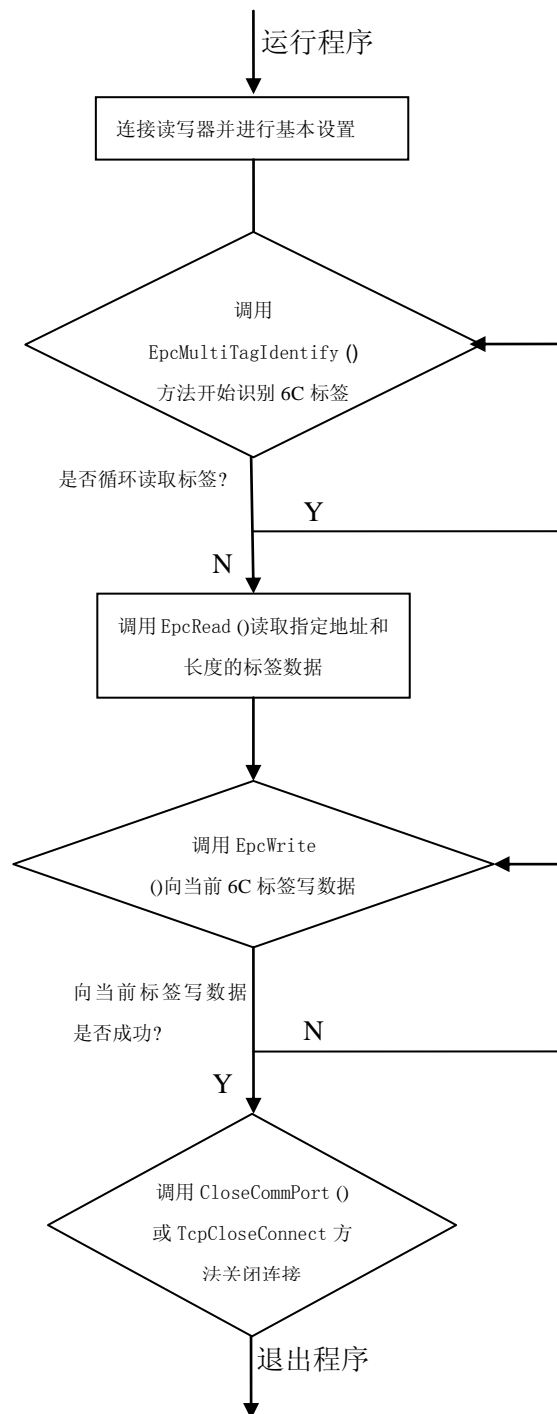 运行程序
连接读写器并进行基本设置
调用
EpcMultiTagIdentify ()
方法开始识别 6C 标签
是否循环读取标签?
Y
N
调用 EpcRead ()读取指定地址和
长度的标签数据
调用 EpcWrite
()向当前 6C 标签写数据
向当前标签写数据
是否成功?
N
Y
调用 CloseCommPort ()
或 TcpCloseConnect 方
法关闭连接
退出程序